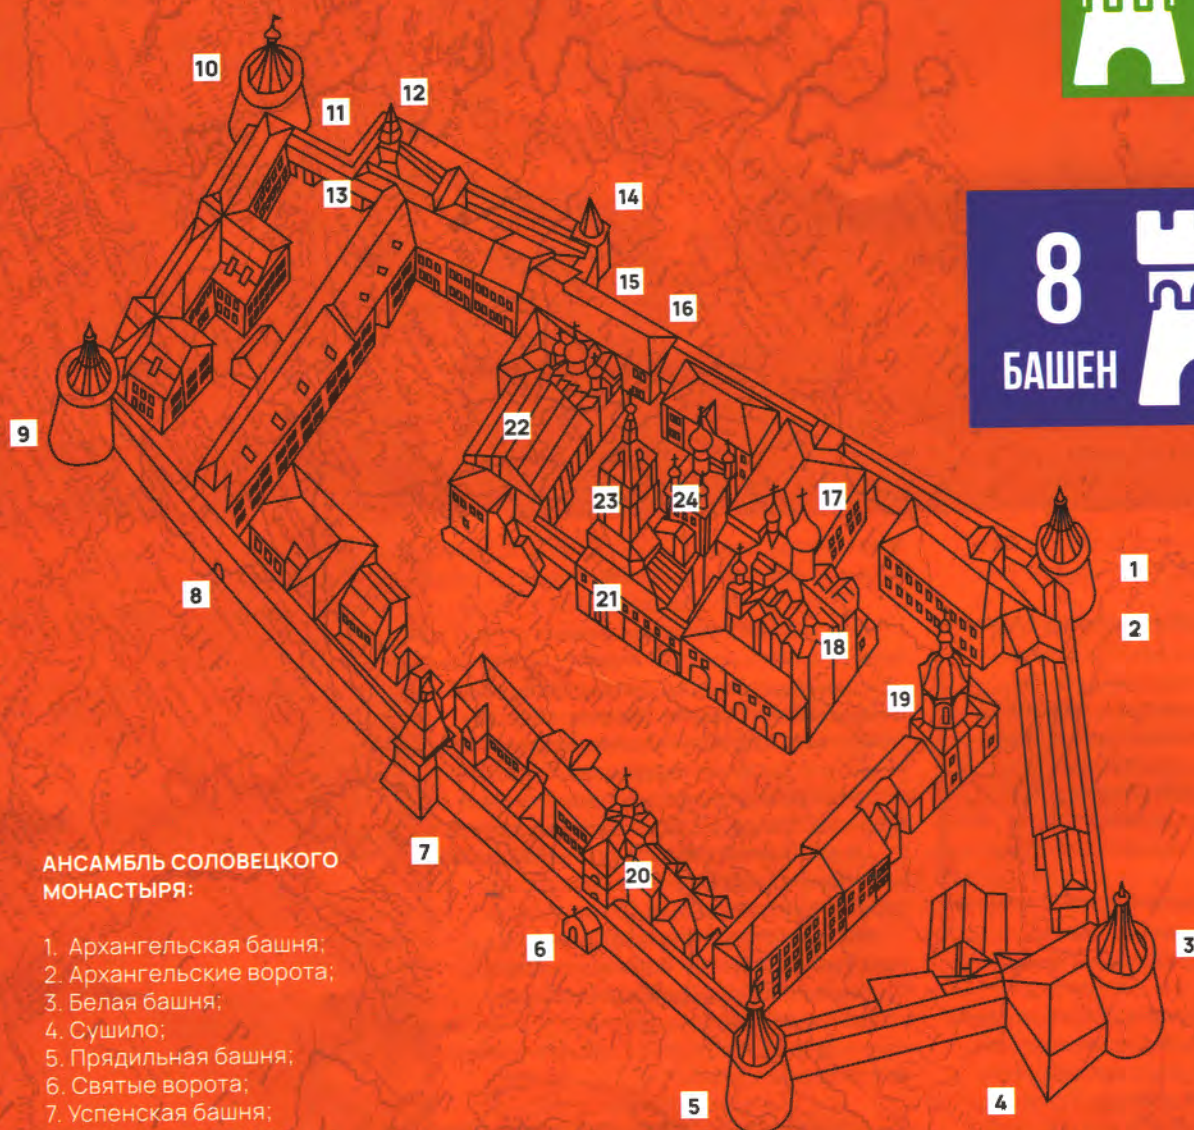 10
11
12
13
14
15
16
8
БАШЕН
9
22
23
24
17
1
8
21
2
18
19
7
20
6
3
5
4
АНСАМБЛЬ СОЛОВЕЦКОГО
МОНАСТЫРЯ:
1. Архангельская башня;
2. Архангельские ворота;
3. Белая башня;
4. Сушило;
5. Прядильная башня;
6. Святые ворота;
7. Успенская башня;